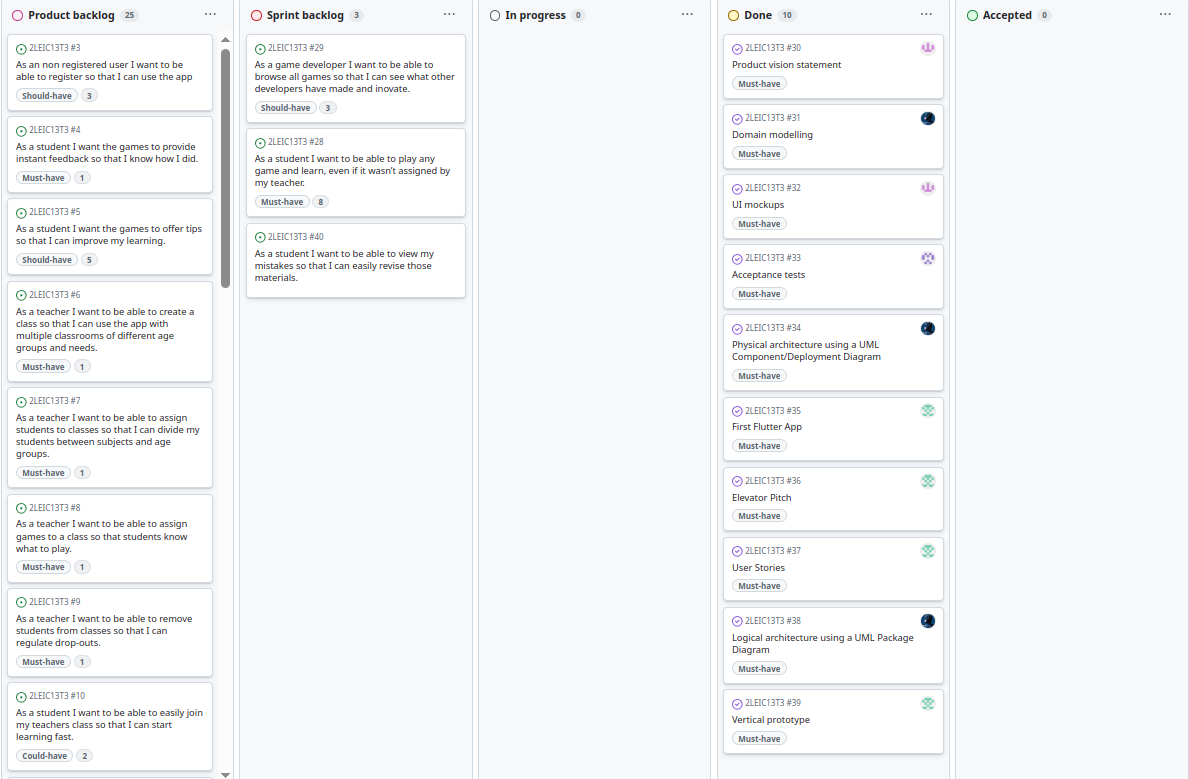 Product backlog 25
2LEIC13T3 #3
As an non registered user I want to be
able to register so that I can use the app
Should-have 3
2LEIC13T3 #4
As a student I want the games to provide
instant feedback so that I know how I did.
Must-have 1
2LEIC13T3 #5
As a student I want the games to offer tips
so that I can improve my learning.
Should-have 5
2LEIC13T3 #6
As a teacher I want to be able to create a
class so that I can use the app with
multiple classrooms of different age
groups and needs.
Must-have 1
2LEIC13T3 #7
As a teacher I want to be able to assign
students to classes so that I can divide my
students between subjects and age
groups.
Must-have 1
2LEIC13T3 #8
As a teacher I want to be able to assign
games to a class so that students know
what to play.
Must-have 1
2LEIC13T3 #9
As a teacher I want to be able to remove
students from classes so that I can
regulate drop-outs.
Must-have 1
2LEIC13T3 #10
As a student I want to be able to easily join
my teachers class so that I can start
learning fast.
Could-have 2
Sprint backlog 3
2LEIC13T3 #29
As a game developer I want to be able to
browse all games so that I can see what other
developers have made and inovate.
Should-have 3
2LEIC13T3 #28
As a student I want to be able to play any
game and learn, even if it wasn't assigned by
my teacher.
Must-have 8
2LEIC13T3 #40
As a student I want to be able to view my
mistakes so that I can easily revise those
materials.
In progress 0
Done 10
2LEIC13T3 #30
Product vision statement
Must-have
2LEIC13T3 #31
Domain modelling
Must-have
2LEIC13T3 #32
UI mockups
Must-have
2LEIC13T3 #33
Acceptance tests
Must-have
2LEIC13T3 #34
Physical architecture using a UML
Component/Deployment Diagram
Must-have
2LEIC13T3 #35
First Flutter App
Must-have
2LEIC13T3 #36
Elevator Pitch
Must-have
2LEIC13T3 #37
User Stories
Must-have
2LEIC13T3 #38
Logical architecture using a UML Package
Diagram
Must-have
2LEIC13T3 #39
Vertical prototype
Must-have
Accepted 0